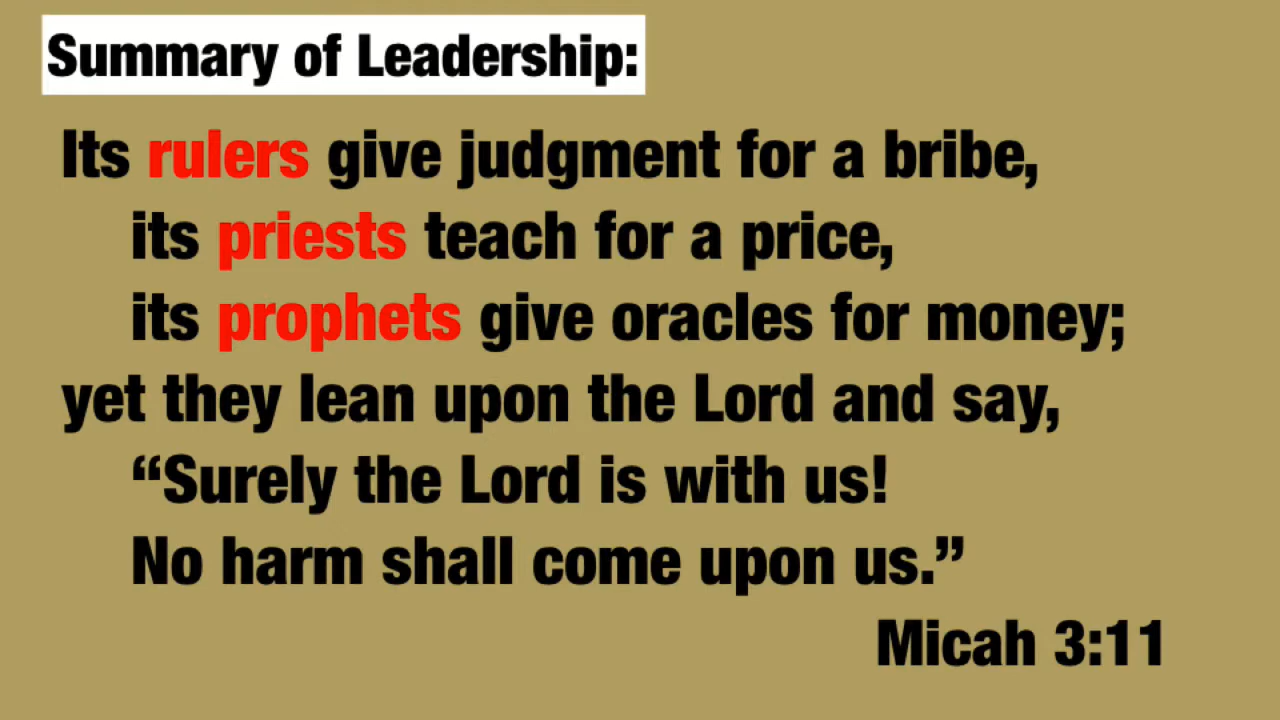 Summary of Leadership:
Its rulers give judgment for a bribe,
its priests teach for a price,
its prophets give oracles for money;
yet they lean upon the Lord and say,
“Surely the Lord is with us!
No harm shall come upon us.”
Micah 3:11